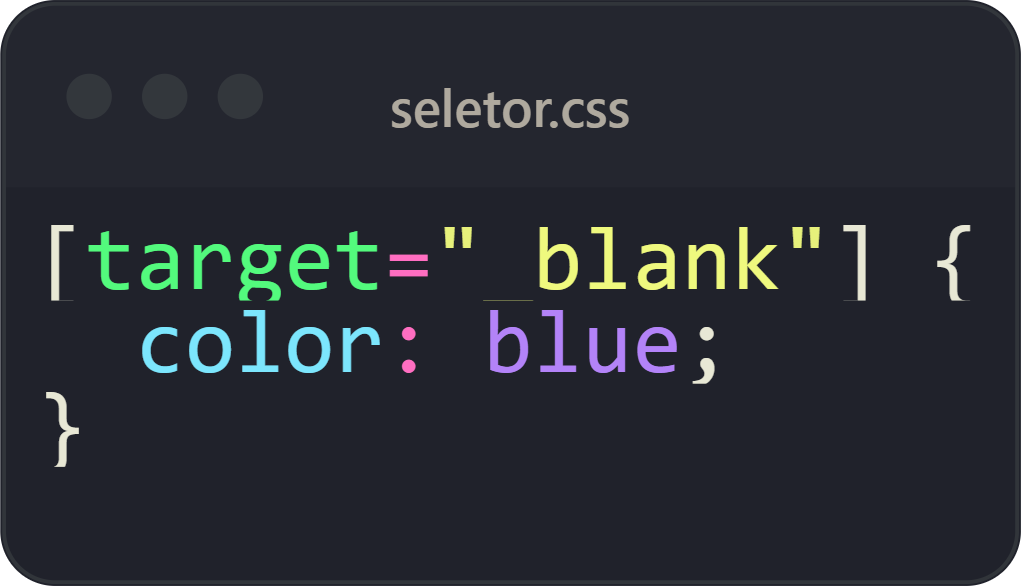 seletor.css
[target="_blank"] {
  color: blue;
}